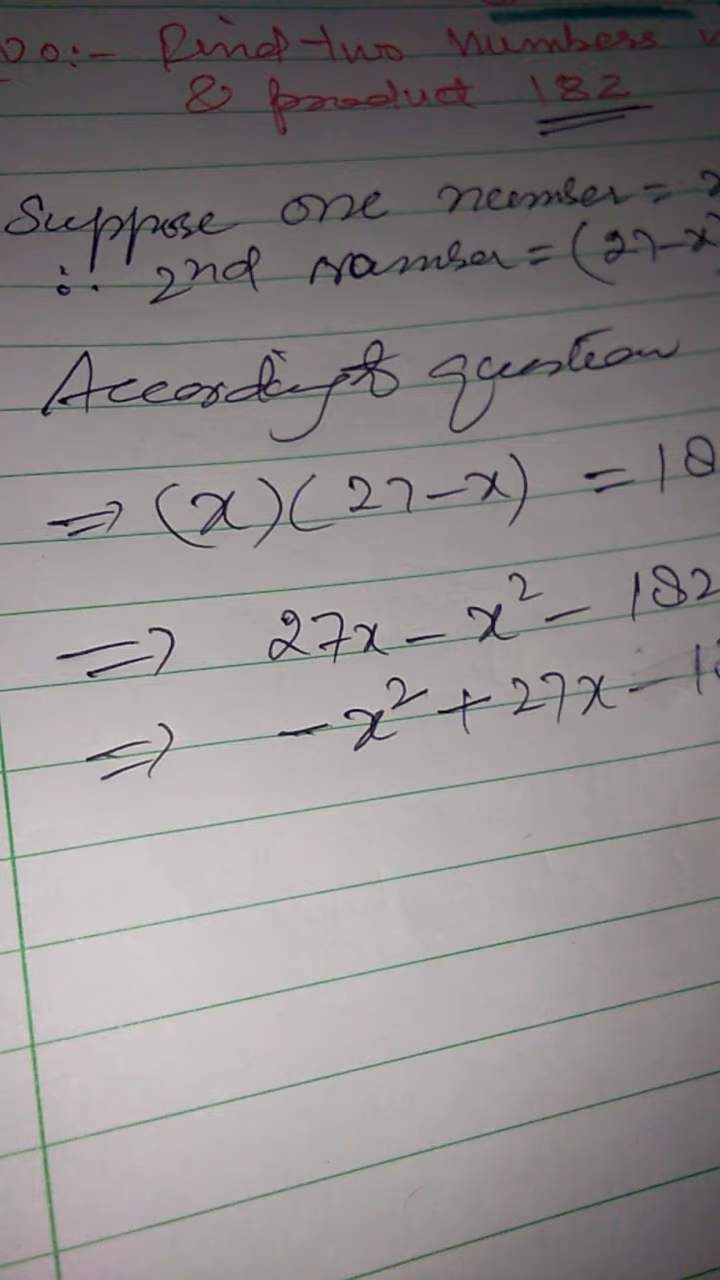 :- Find two numbers
& product 182
Suppose one number =
∴ 2nd number = (27-x
According to question
⇒ (x)(27-x) = 18
⇒ 27x - x² - 182
⇒ -x² + 27x - 1